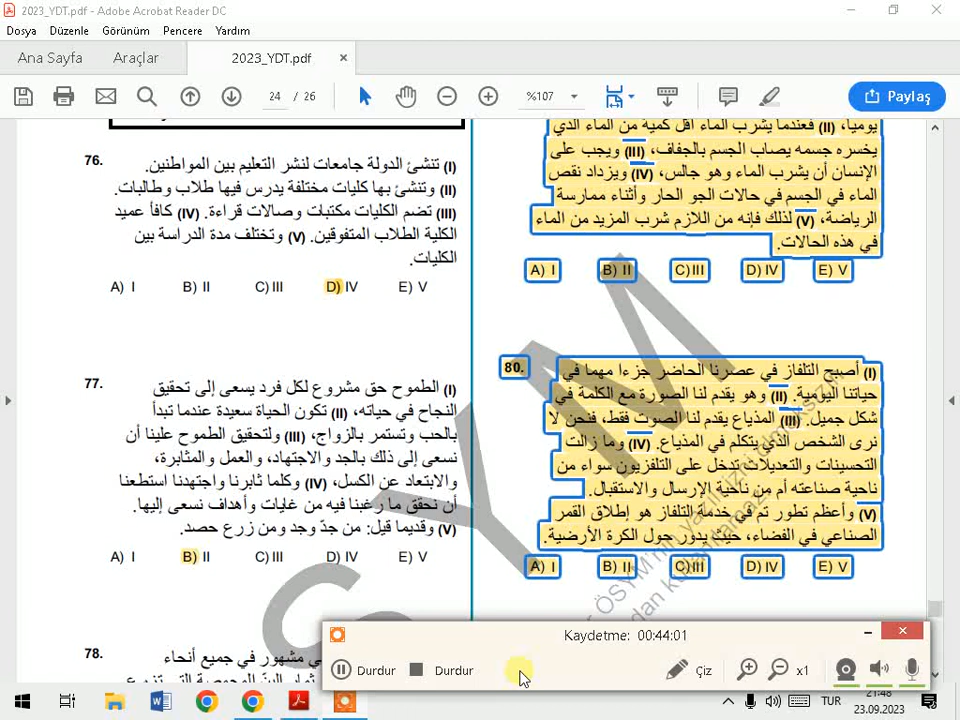 2023_YDT.pdf - Adobe Acrobat Reader DC
Dosya Düzenle Görünüm Pencere Yardım
Ana Sayfa Araçlar 2023_YDT.pdf ×
24 / 26 %107 Paylaş
76. (I) تنشئ الدولة جامعات لنشر التعليم بين المواطنين.
(II) وتنشئ بها كليات مختلفة يدرس فيها طلاب وطالبات.
(III) تضم الكليات مكتبات وصالات قراءة. (IV) كافأ عميد
الكلية الطلاب المتفوقين. (V) وتختلف مدة الدراسة بين
الكليات.
A) I B) II C) III D) IV E) V
77. (I) الطموح حق مشروع لكل فرد يسعى إلى تحقيق
النجاح في حياته، (II) تكون الحياة سعيدة عندما تبدأ
بالحب وتستمر بالزواج، (III) ولتحقيق الطموح علينا أن
نسعى إلى ذلك بالجد والاجتهاد، والعمل والمثابرة،
والابتعاد عن الكسل، (IV) وكلما ثابرنا واجتهدنا استطعنا
أن نحقق ما رغبنا فيه من غايات وأهداف نسعى إليها.
(V) وقديما قيل: من جدّ وجد ومن زرع حصد.
A) I B) II C) III D) IV E) V
78. في مشهور في جميع أنحاء
يوميا، (II) فعندما يشرب الماء أقل كمية من الماء الذي
يخسره جسمه يصاب الجسم بالجفاف، (III) ويجب على
الإنسان أن يشرب الماء وهو جالس، (IV) ويزداد نقص
الماء في الجسم في حالات الجو الحار وأثناء ممارسة
الرياضة، (V) لذلك فإنه من اللازم شرب المزيد من الماء
في هذه الحالات.
A) I B) II C) III D) IV E) V
80. (I) أصبح التلفاز في عصرنا الحاضر جزءا مهما في
حياتنا اليومية. (II) وهو يقدم لنا الصورة مع الكلمة في
شكل جميل. (III) المذياع يقدم لنا الصوت فقط، فنحن لا
نرى الشخص الذي يتكلم في المذياع. (IV) وما زالت
التحسينات والتعديلات تدخل على التلفزيون سواء من
ناحية صناعته أم من ناحية الإرسال والاستقبال.
(V) وأعظم تطور تم في خدمة التلفاز هو إطلاق القمر
الصناعي في الفضاء، حيث يدور حول الكرة الأرضية.
A) I B) II C) III D) IV E) V
SYM
ÖSYM'nin yazılı izni olmaksızın
Kaydetme: 00:44:01
Durdur Durdur Çiz x1
TUR 21:48
23.09.2023